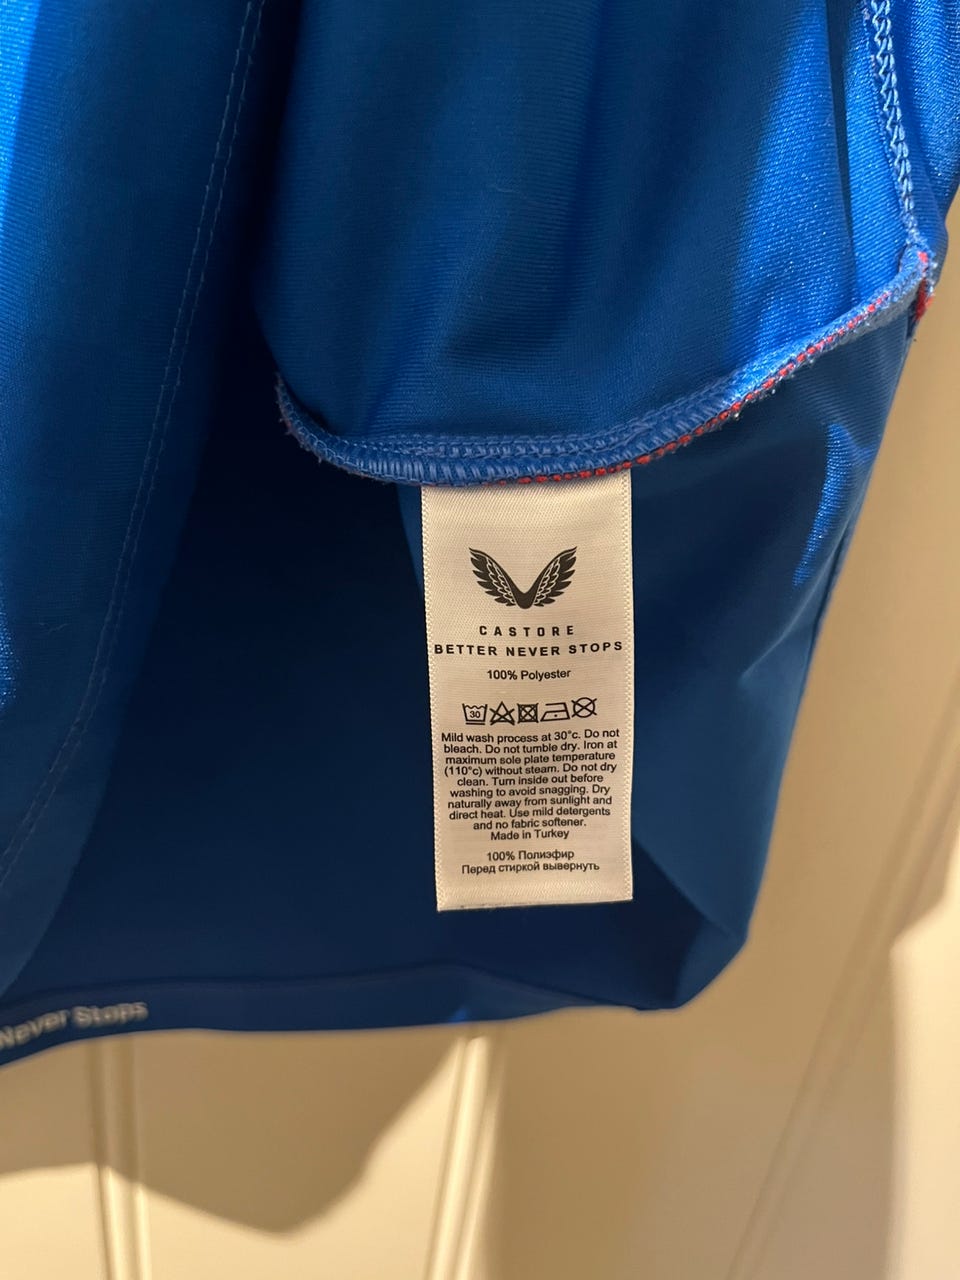 CASTORE
BETTER NEVER STOPS
100% Polyester
30
Mild wash process at 30°c. Do not
bleach. Do not tumble dry. Iron at
maximum sole plate temperature
(110°c) without steam. Do not dry
clean. Turn inside out before
washing to avoid snagging. Dry
naturally away from sunlight and
direct heat. Use mild detergents
and no fabric softener.
Made in Turkey
100% Полиэфир
Перед стиркой вывернуть
Never Stops